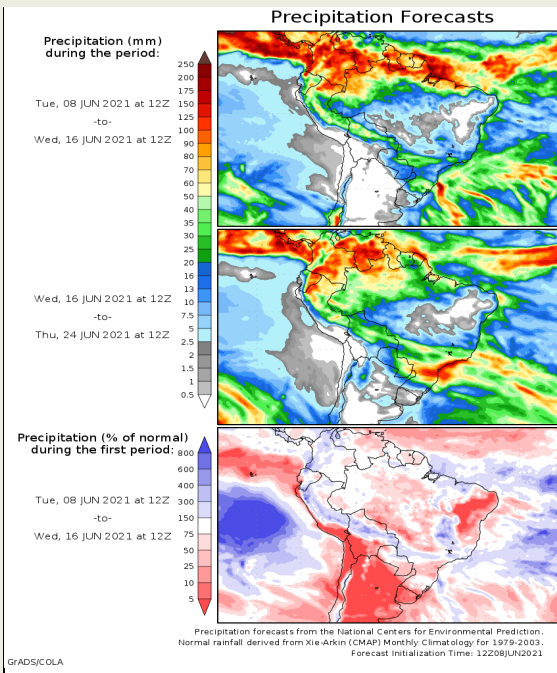 Precipitation Forecasts
Precipitation (mm)
during the period:
Tue, 08 JUN 2021 at 12Z
-to-
Wed, 16 JUN 2021 at 12Z
Wed, 16 JUN 2021 at 12Z
-to-
Thu, 24 JUN 2021 at 12Z
250
200
175
150
125
100
90
80
70
60
50
40
35
30
25
20
16
13
10
7.5
5
2.5
2
1.5
1
0.5
Precipitation (% of normal)
during the first period:
Tue, 08 JUN 2021 at 12Z
-to-
Wed, 16 JUN 2021 at 12Z
800
600
400
300
150
75
50
25
10
5
Precipitation forecasts from the National Centers for Environmental Prediction.
Normal rainfall derived from Xie-Arkin (CMAP) Monthly Climatology for 1979-2003.
Forecast Initialization Time: 12Z08JUN2021
GrADS/COLA